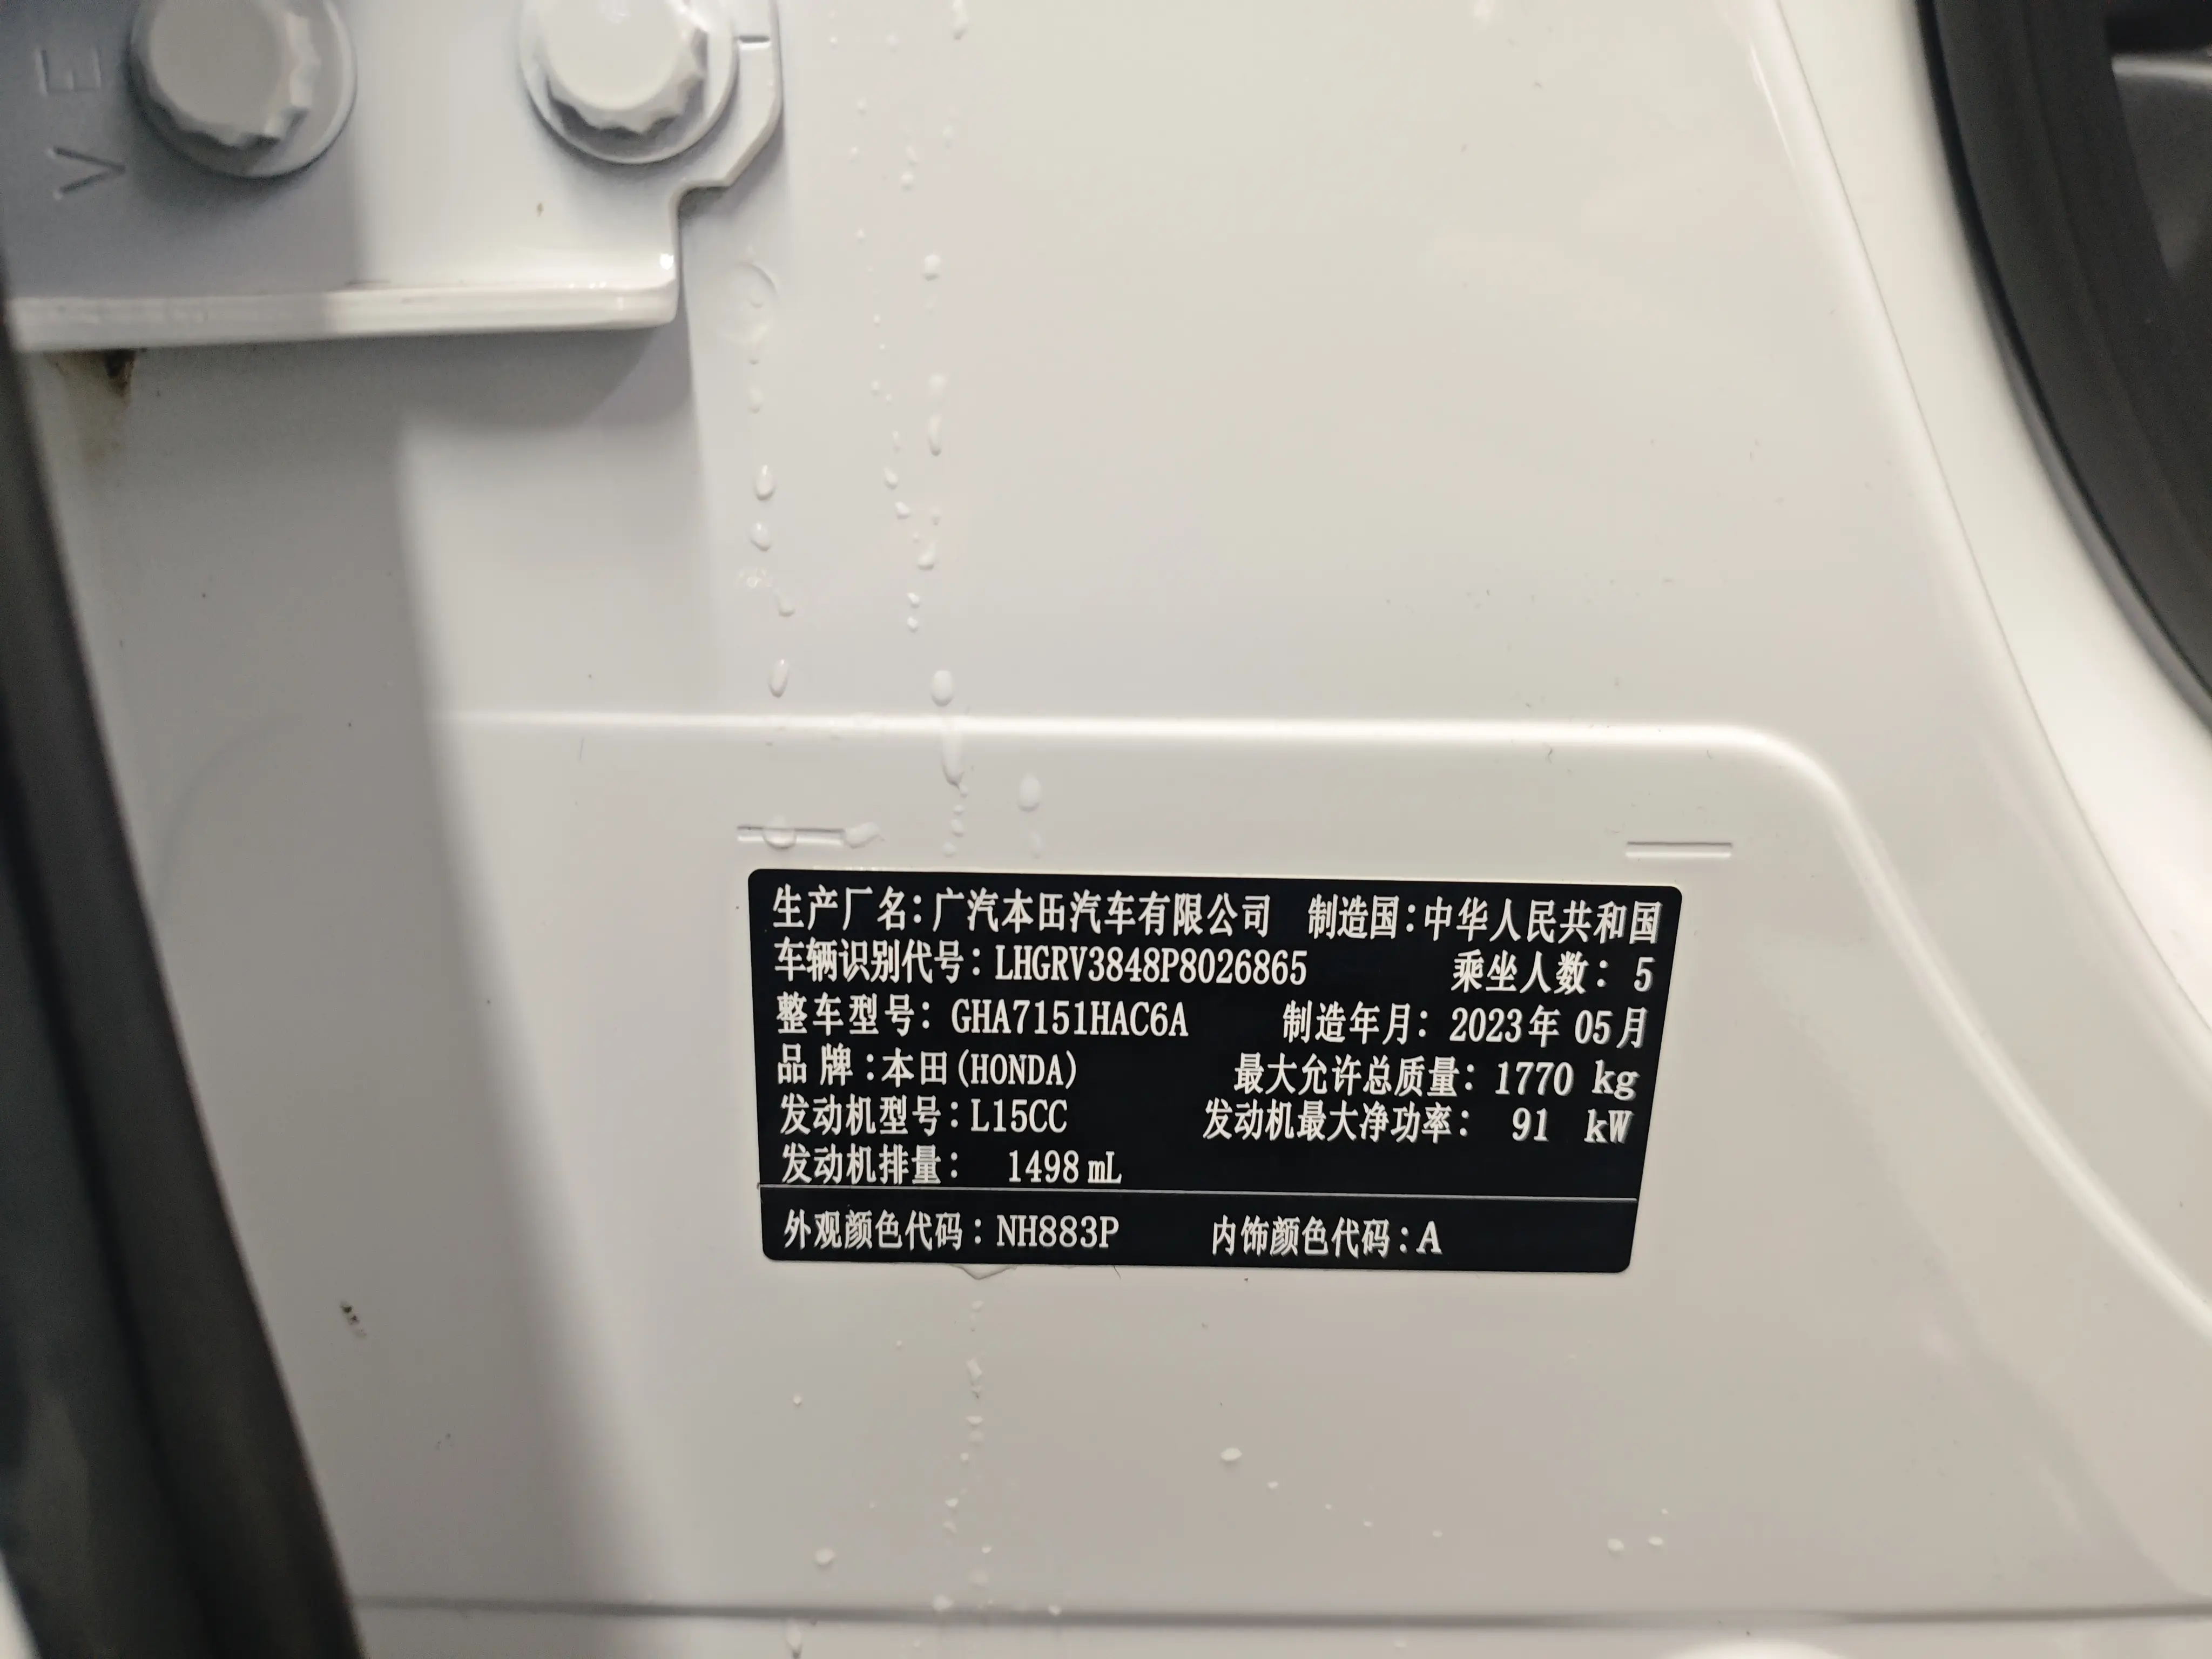 VE
生产厂名：广汽本田汽车有限公司 制造国：中华人民共和国
车辆识别代号：LHGRV3848P8026865 乘坐人数：5
整车型号：GHA7151HAC6A 制造年月：2023年05月
品牌：本田(HONDA) 最大允许总质量：1770 kg
发动机型号：L15CC 发动机最大净功率：91 kW
发动机排量：1498 mL
外观颜色代码：NH883P 内饰颜色代码：A